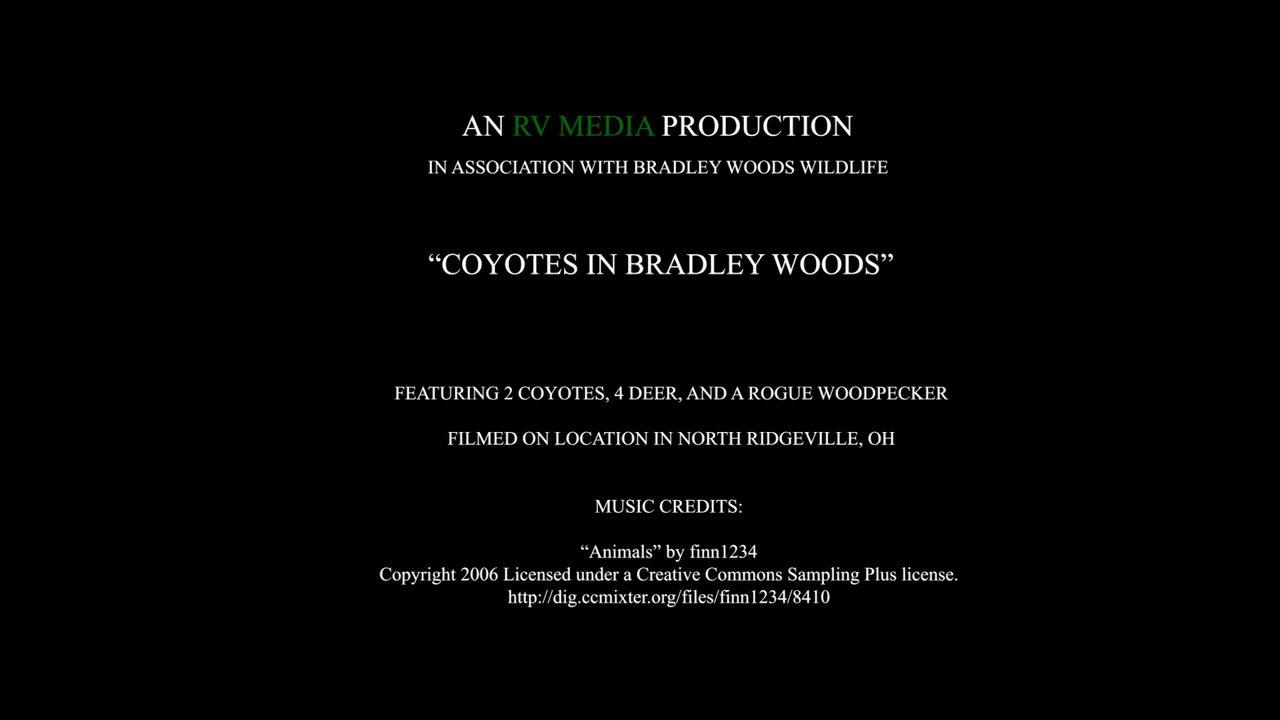 AN RV MEDIA PRODUCTION
IN ASSOCIATION WITH BRADLEY WOODS WILDLIFE
“COYOTES IN BRADLEY WOODS”
FEATURING 2 COYOTES, 4 DEER, AND A ROGUE WOODPECKER
FILMED ON LOCATION IN NORTH RIDGEVILLE, OH
MUSIC CREDITS:
“Animals” by finn1234
Copyright 2006 Licensed under a Creative Commons Sampling Plus license.
http://dig.ccmixter.org/files/finn1234/8410